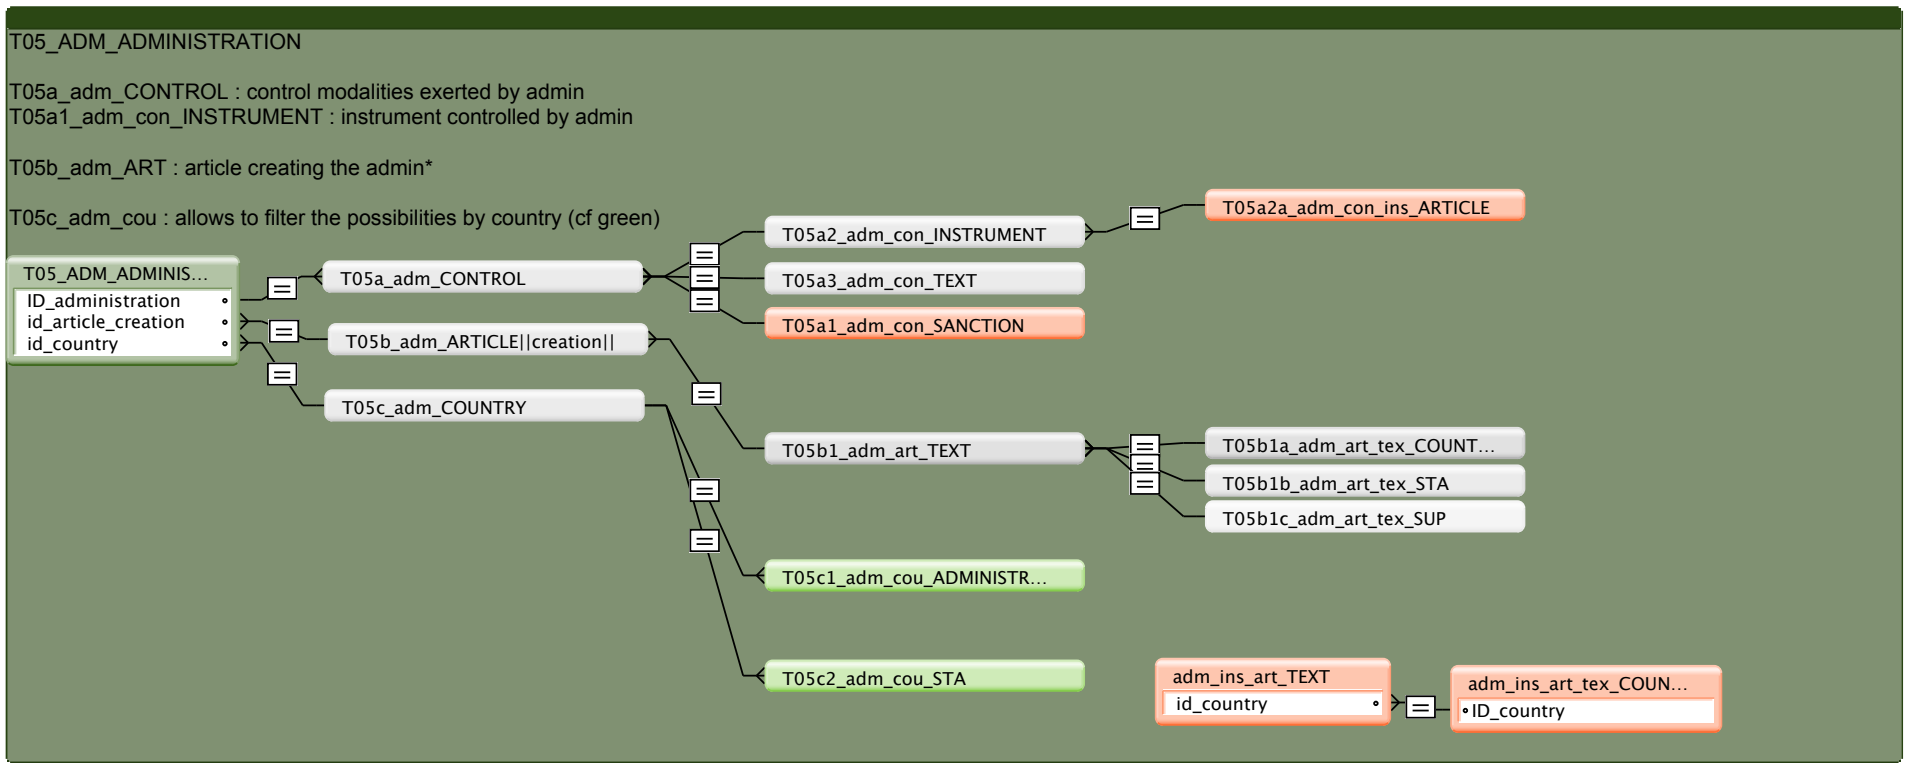 T05_ADM_ADMINISTRATION
T05a_adm_CONTROL : control modalities exerted by admin
T05a1_adm_con_INSTRUMENT : instrument controlled by admin
T05b_adm_ART : article creating the admin*
T05c_adm_cou : allows to filter the possibilities by country (cf green)
T05_ADM_ADMINIS...
ID_administration
id_article_creation
id_country
T05a_adm_CONTROL
T05b_adm_ARTICLE||creation||
T05c_adm_COUNTRY
T05a2_adm_con_INSTRUMENT
T05a3_adm_con_TEXT
T05a1_adm_con_SANCTION
T05a2a_adm_con_ins_ARTICLE
T05b1_adm_art_TEXT
T05b1a_adm_art_tex_COUNT...
T05b1b_adm_art_tex_STA
T05b1c_adm_art_tex_SUP
T05c1_adm_cou_ADMINISTR...
T05c2_adm_cou_STA
adm_ins_art_TEXT
id_country
adm_ins_art_tex_COUN...
ID_country